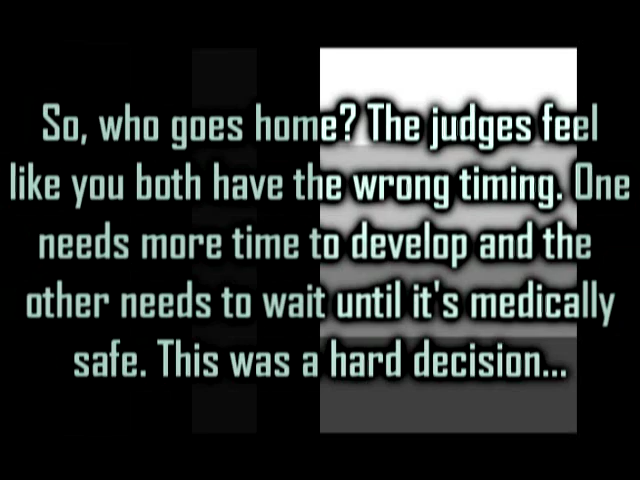 So, who goes home? The judges feel
like you both have the wrong timing. One
needs more time to develop and the
other needs to wait until it's medically
safe. This was a hard decision...